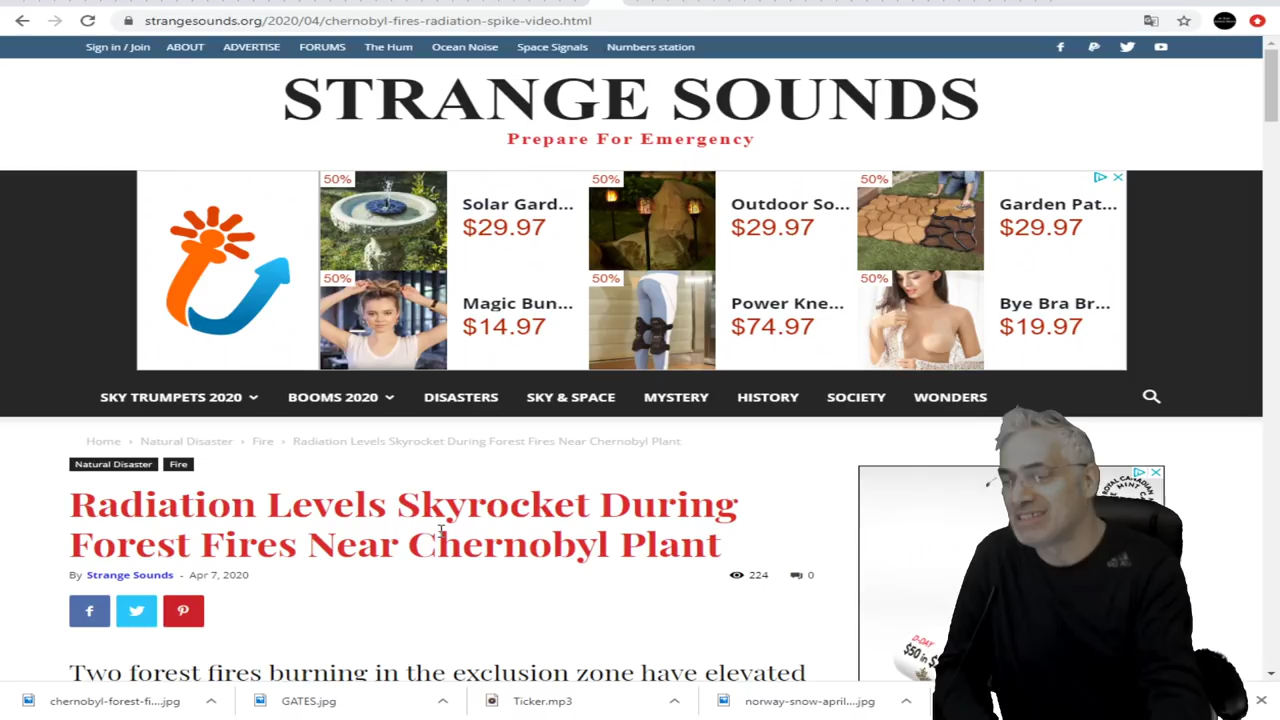 strangesounds.org/2020/04/chernobyl-fires-radiation-spike-video.html
Sign in / Join ABOUT ADVERTISE FORUMS The Hum Ocean Noise Space Signals Numbers station
STRANGE SOUNDS
Prepare For Emergency
50% Solar Gard... $29.97
50% Outdoor So... $29.97
50% Garden Pat... $29.97
50% Magic Bun... $14.97
50% Power Kne... $74.97
50% Bye Bra Br... $19.97
SKY TRUMPETS 2020 BOOMS 2020 DISASTERS SKY & SPACE MYSTERY HISTORY SOCIETY WONDERS
Home › Natural Disaster › Fire › Radiation Levels Skyrocket During Forest Fires Near Chernobyl Plant
Natural Disaster Fire
Radiation Levels Skyrocket During
Forest Fires Near Chernobyl Plant
By Strange Sounds - Apr 7, 2020 224 0
ROYAL CANADIAN
MINT
D-DAY
$50 in
Two forest fires burning in the exclusion zone have elevated
chernobyl-forest-fi....jpg GATES.jpg Ticker.mp3 norway-snow-april....jpg